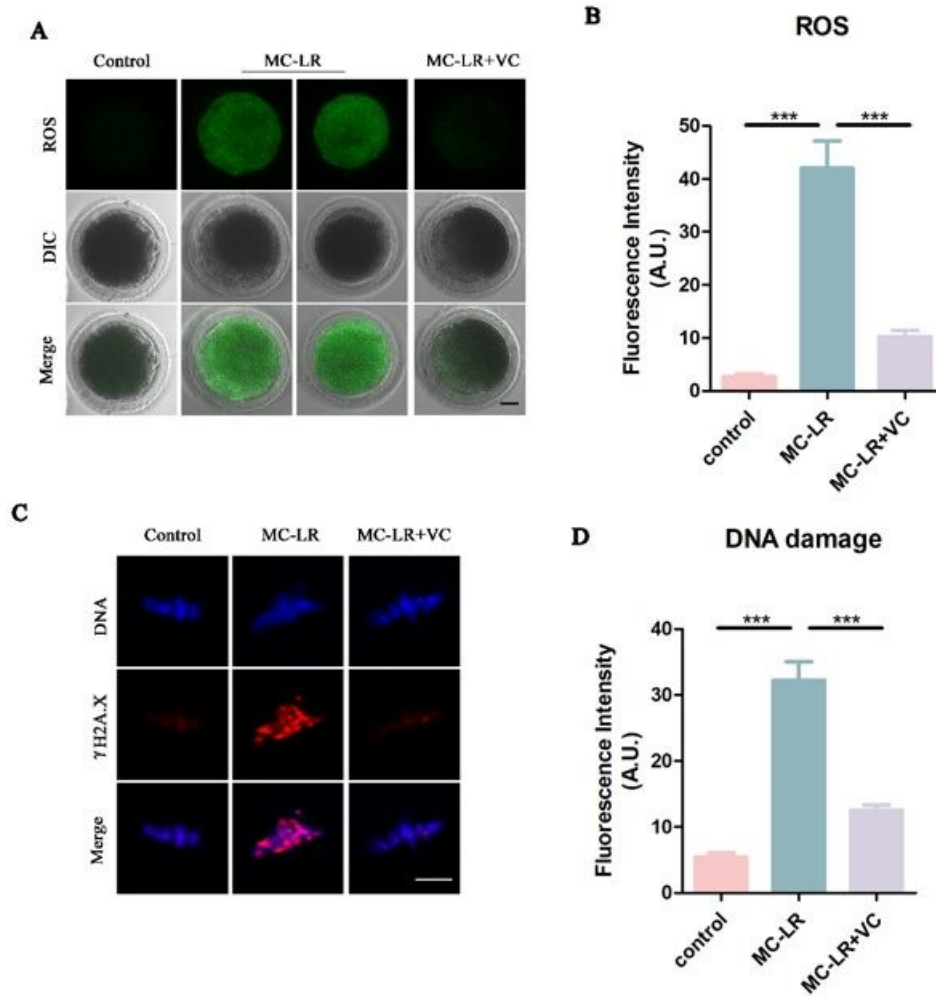 A
Control
MC-LR
MC-LR+VC
ROS
DIC
Merge
B
ROS
Fluorescence Intensity
(A.U.)
50
40
30
20
10
0
***
***
control
MC-LR
MC-LR+VC
C
Control
MC-LR
MC-LR+VC
DNA
γH2A.X
Merge
D
DNA damage
Fluorescence Intensity
(A.U.)
40
30
20
10
0
***
***
control
MC-LR
MC-LR+VC